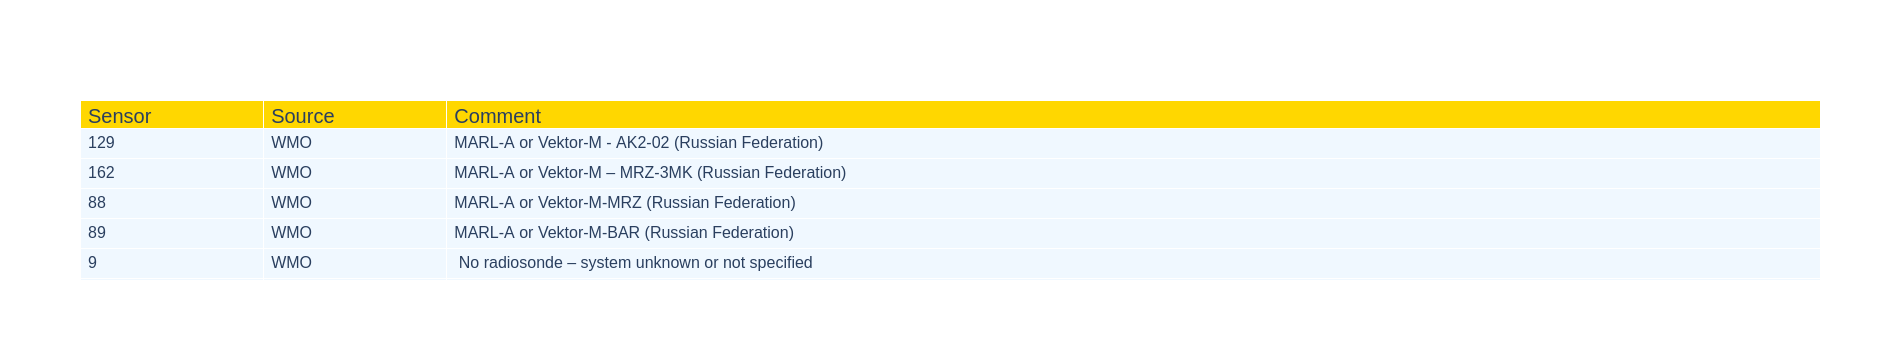 Sensor Source Comment
129 WMO MARL-A or Vektor-M - AK2-02 (Russian Federation)
162 WMO MARL-A or Vektor-M – MRZ-3MK (Russian Federation)
88 WMO MARL-A or Vektor-M-MRZ (Russian Federation)
89 WMO MARL-A or Vektor-M-BAR (Russian Federation)
9 WMO No radiosonde – system unknown or not specified